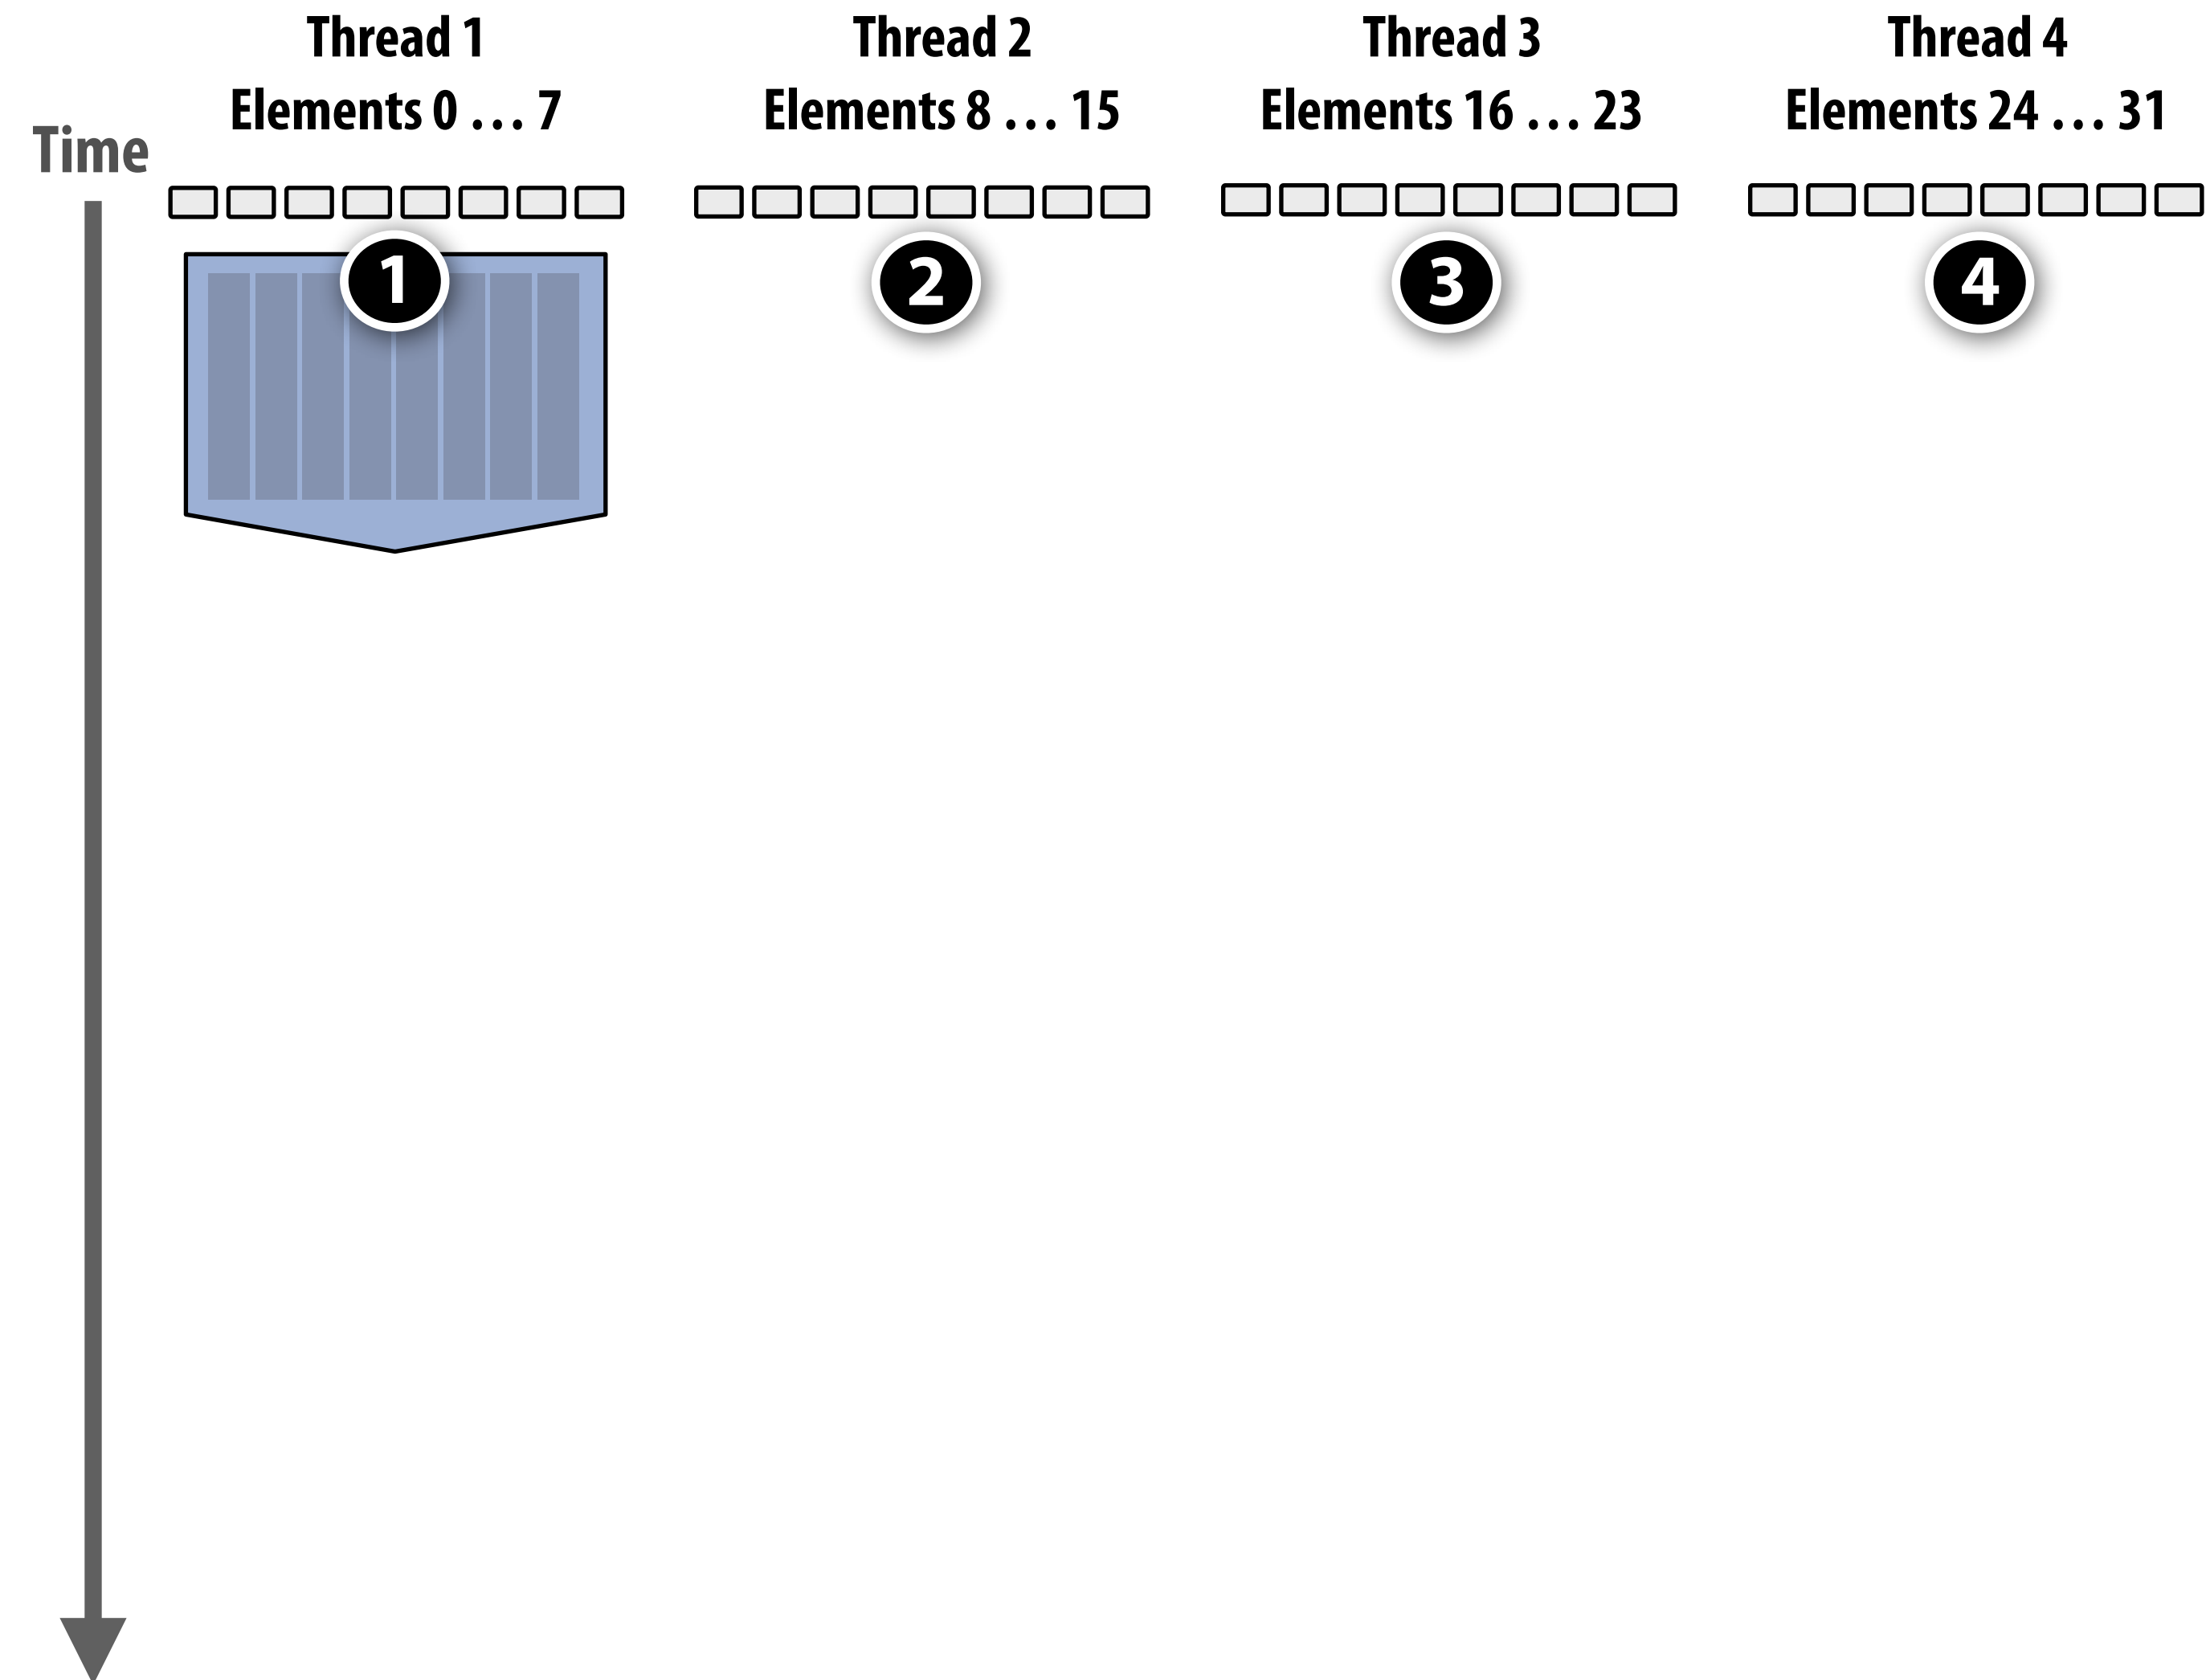 Time
Thread 1
Elements 0 . . . 7
Thread 2
Elements 8 . . . 15
Thread 3
Elements 16 . . . 23
Thread 4
Elements 24 . . . 31
1
2
3
4